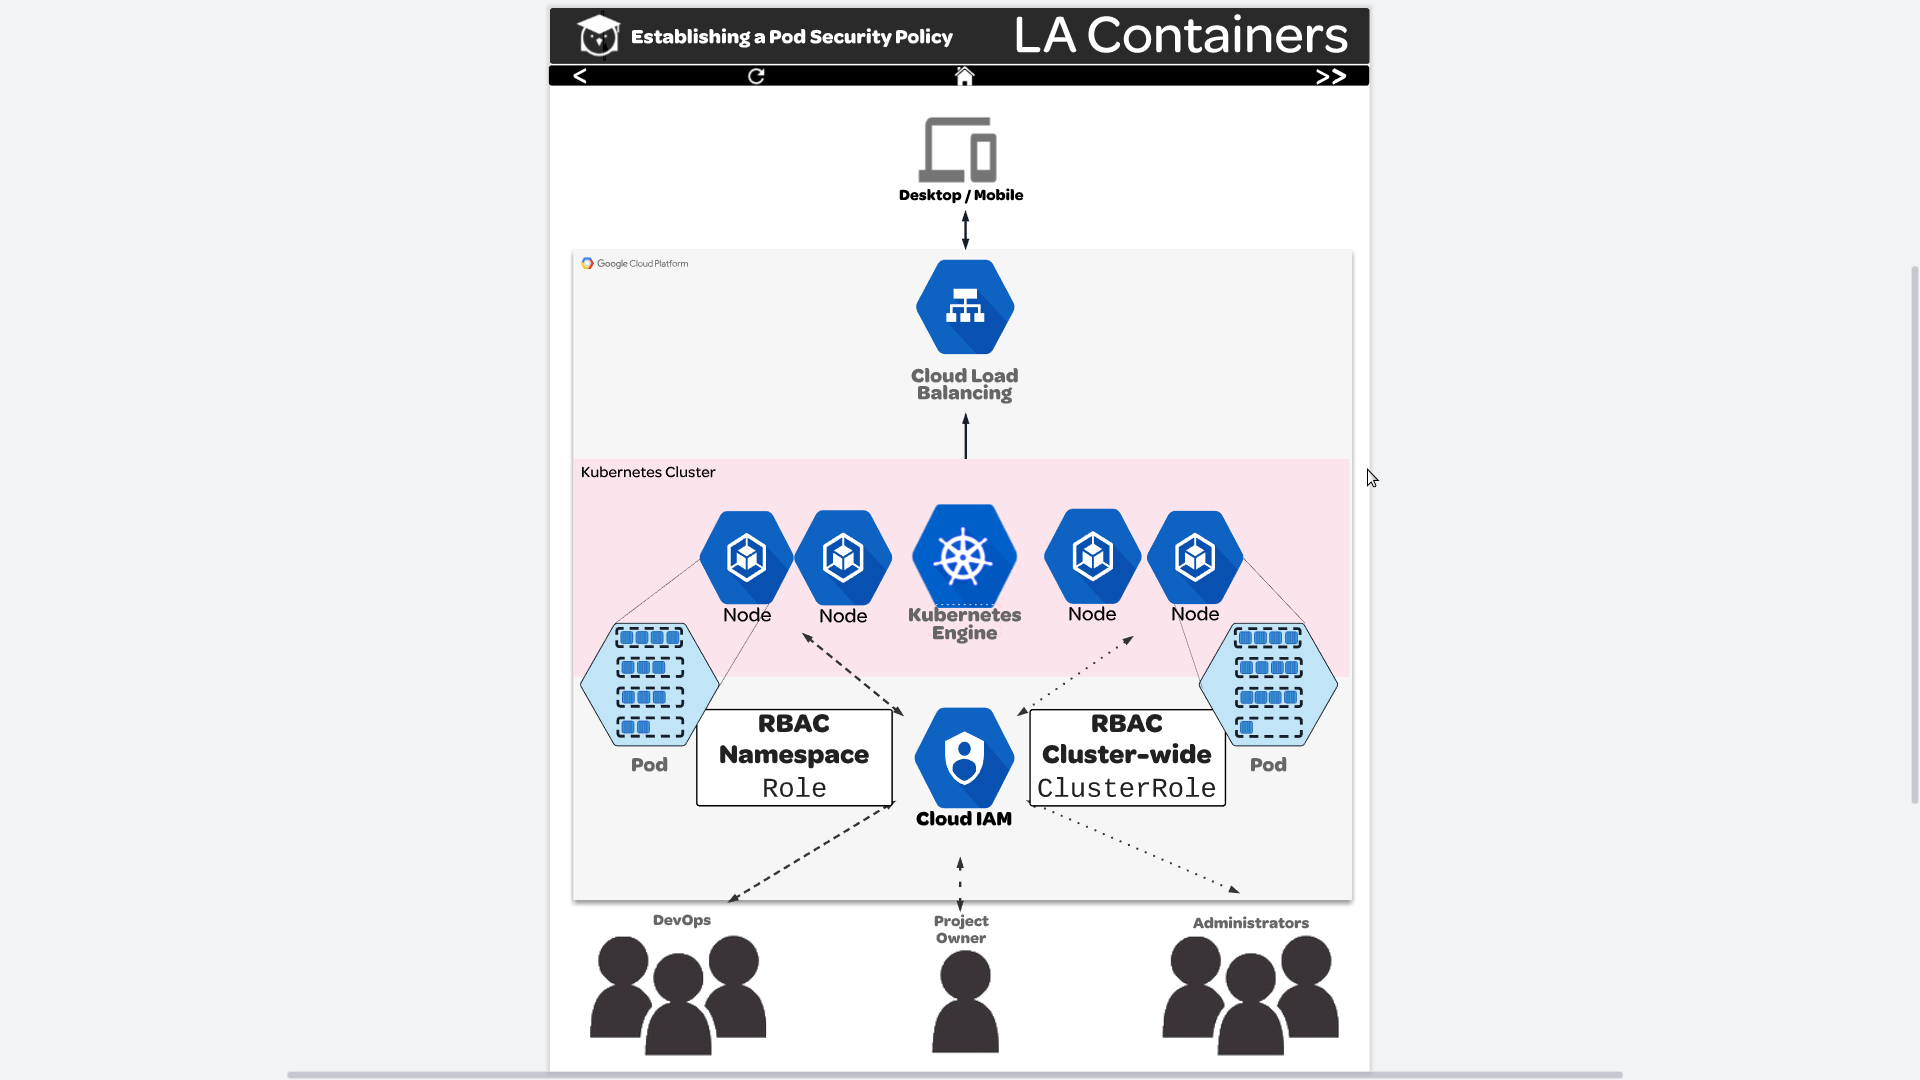 Establishing a Pod Security Policy
LA Containers
<
>>
Desktop / Mobile
Google Cloud Platform
Cloud Load
Balancing
Kubernetes Cluster
Node
Node
Kubernetes
Engine
Node
Node
RBAC
Namespace
Role
RBAC
Cluster-wide
ClusterRole
Pod
Pod
Cloud IAM
DevOps
Project
Owner
Administrators